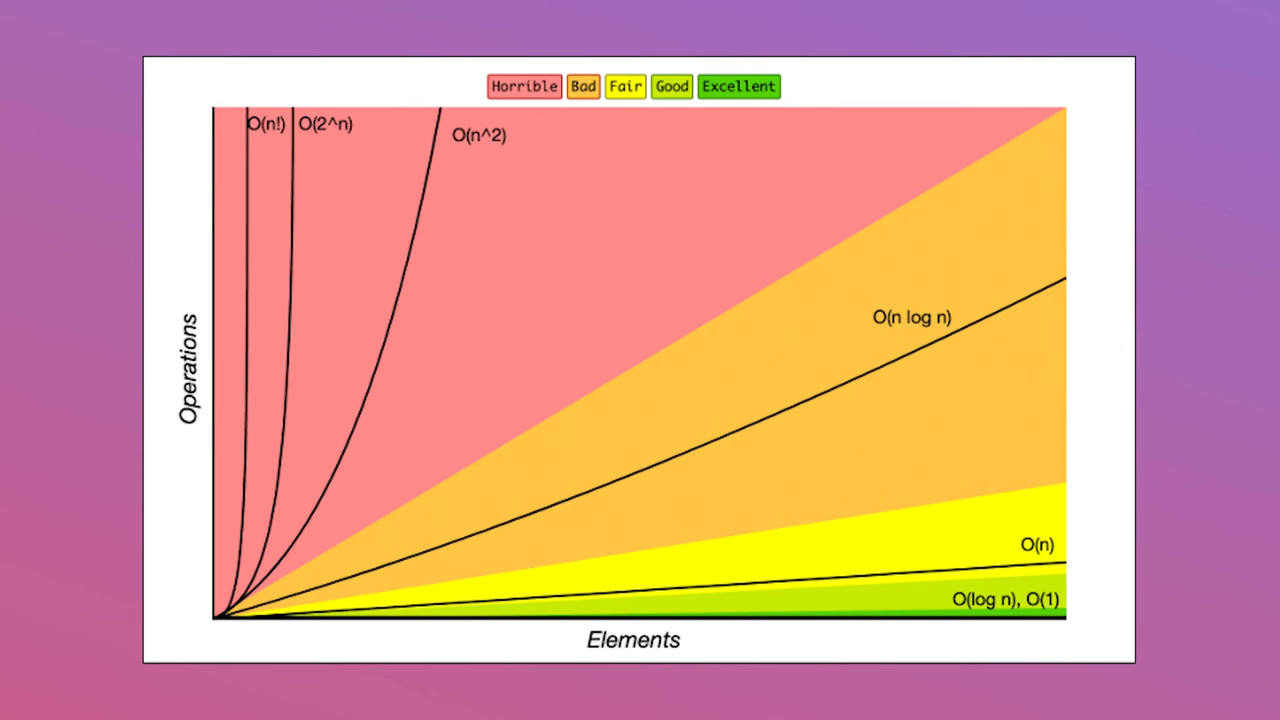 Horrible Bad Fair Good Excellent
O(n!) O(2^n)
O(n^2)
O(n log n)
Operations
O(n)
O(log n), O(1)
Elements